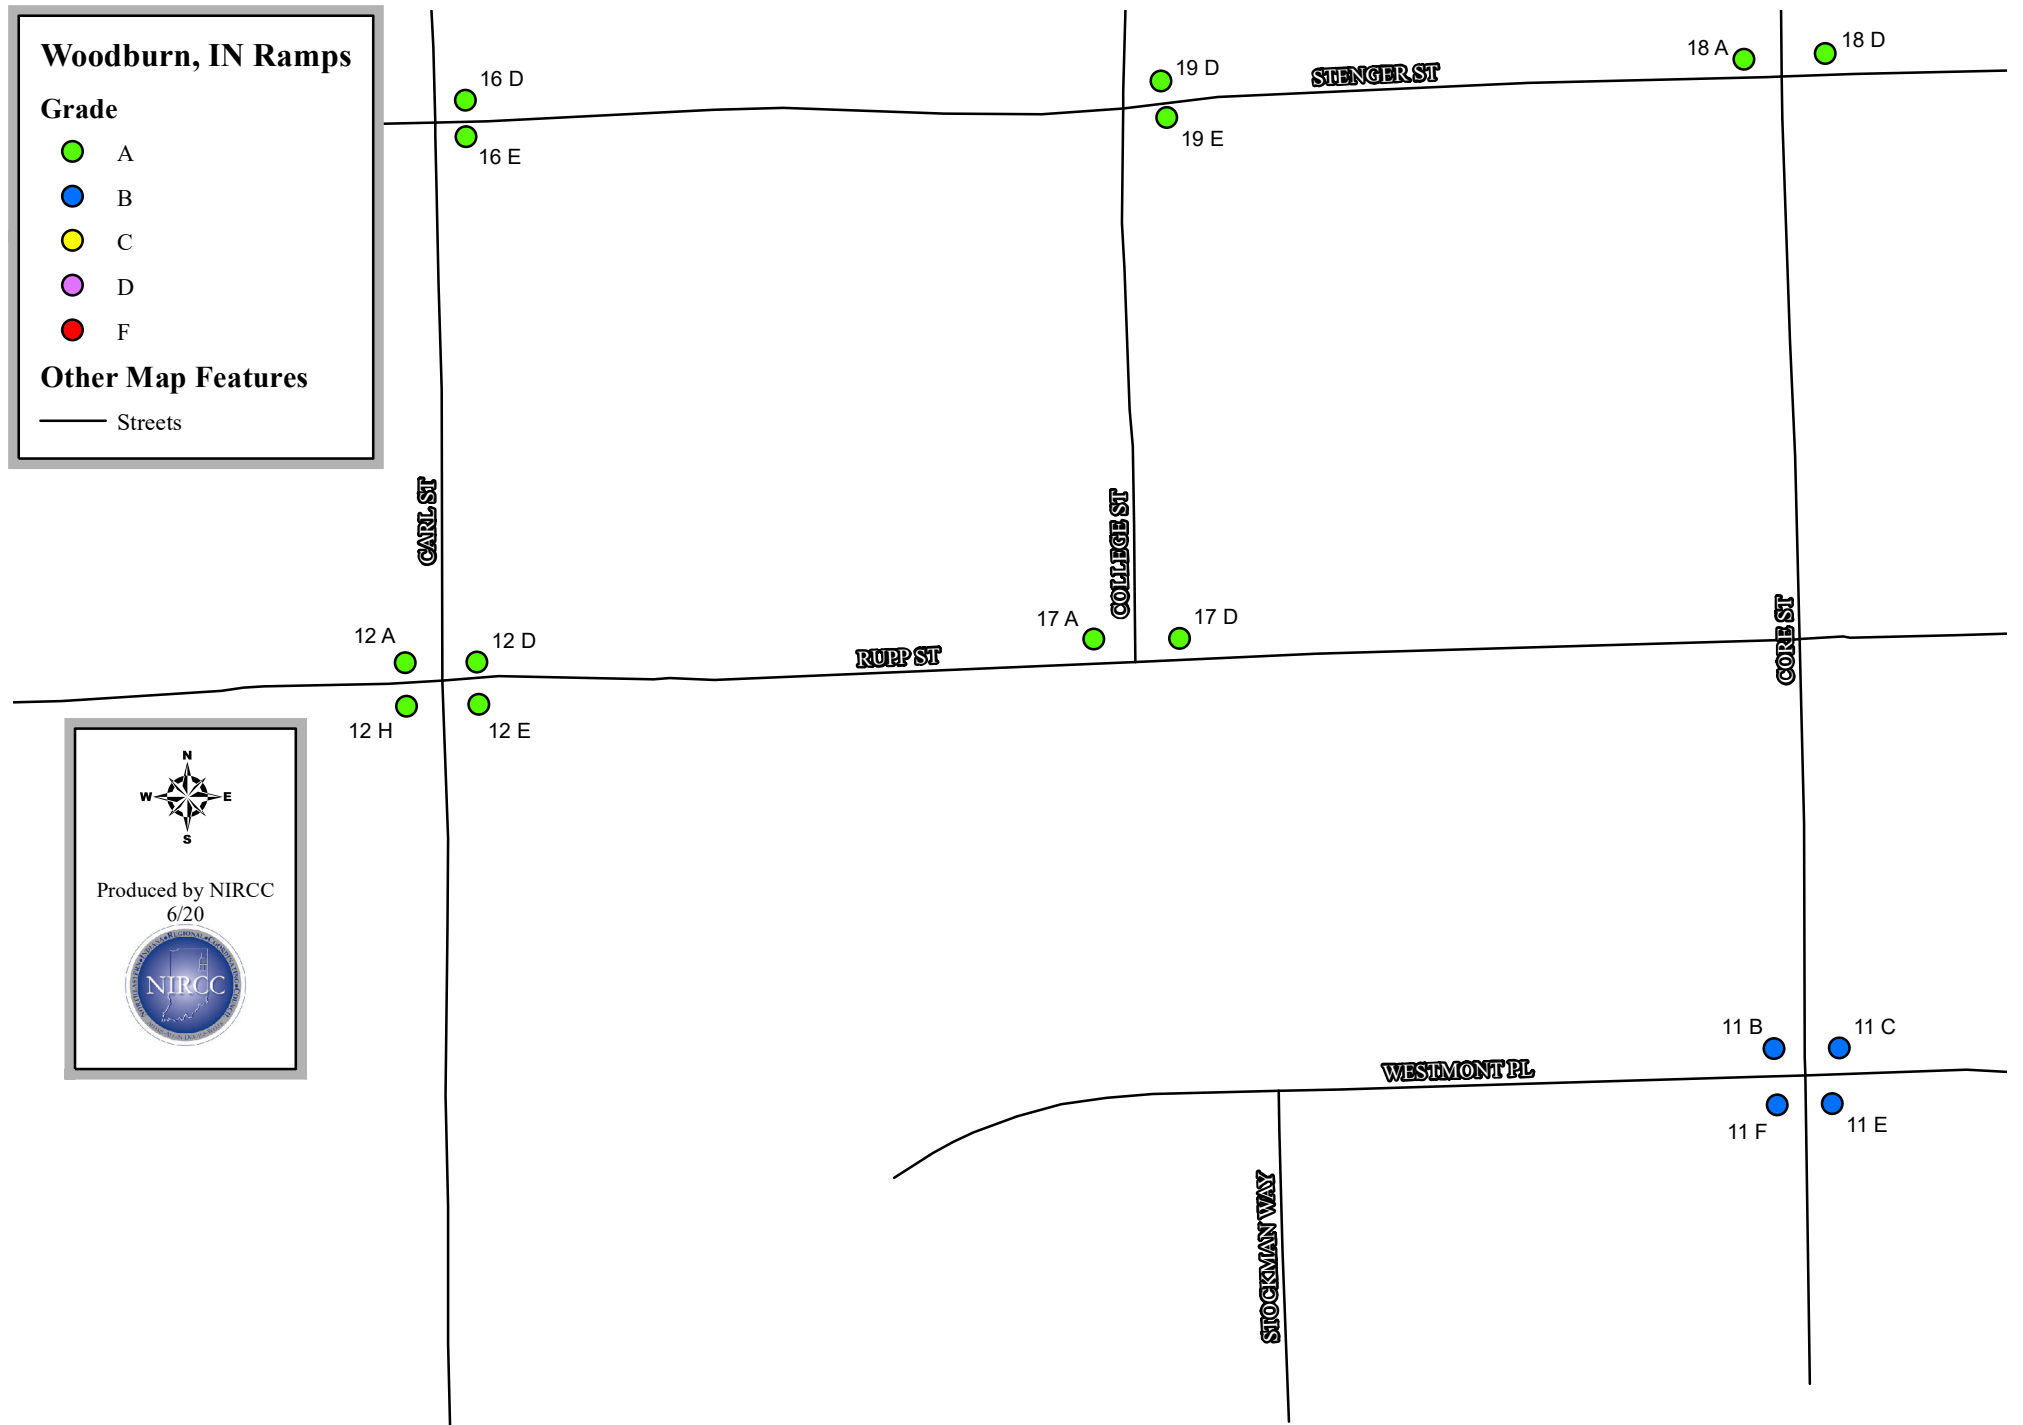 Woodburn, IN Ramps
Grade
A
B
C
D
F
Other Map Features
Streets
16 D
16 E
19 D
19 E
STENGER ST
18 A
18 D
CARL ST
COLLEGE ST
CORE ST
12 A
12 D
12 H
12 E
RUPP ST
17 A
17 D
N
W
E
S
Produced by NIRCC
6/20
NIRCC
WESTMONT PL
STOCKMAN WAY
11 B
11 C
11 F
11 E